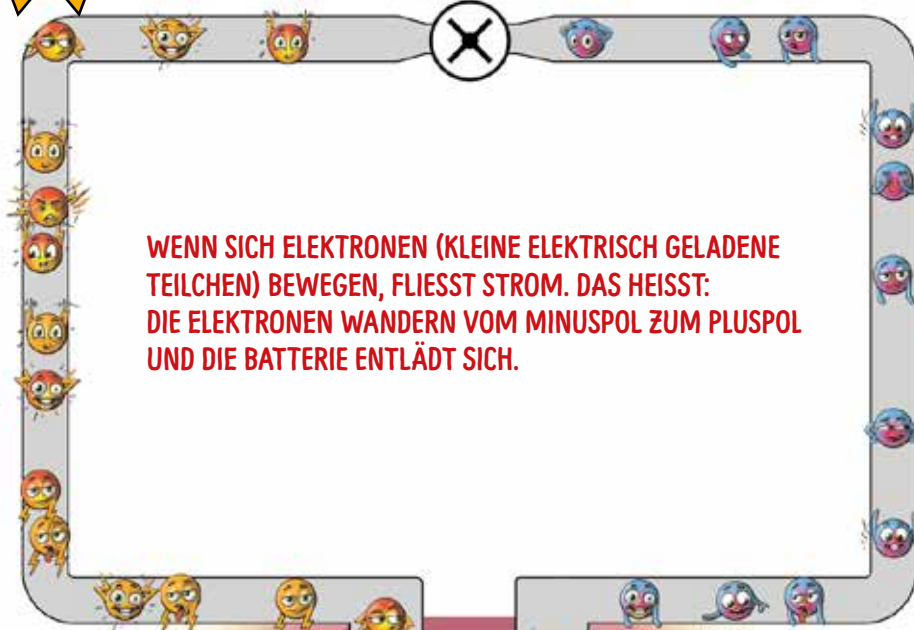 WENN SICH ELEKTRONEN (KLEINE ELEKTRISCH GELADENE
TEILCHEN) BEWEGEN, FLIESST STROM. DAS HEISST:
DIE ELEKTRONEN WANDERN VOM MINUSPOL ZUM PLUSPOL
UND DIE BATTERIE ENTLÄDT SICH.